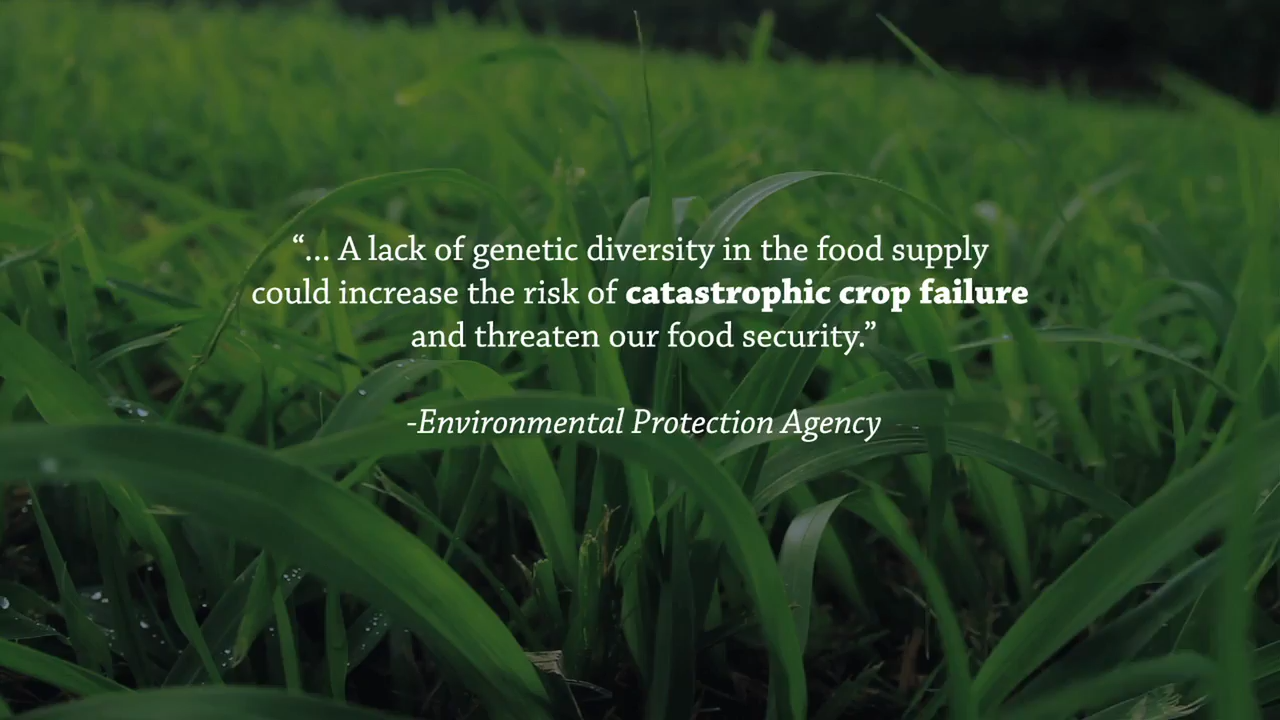 “... A lack of genetic diversity in the food supply
could increase the risk of catastrophic crop failure
and threaten our food security.”
-Environmental Protection Agency